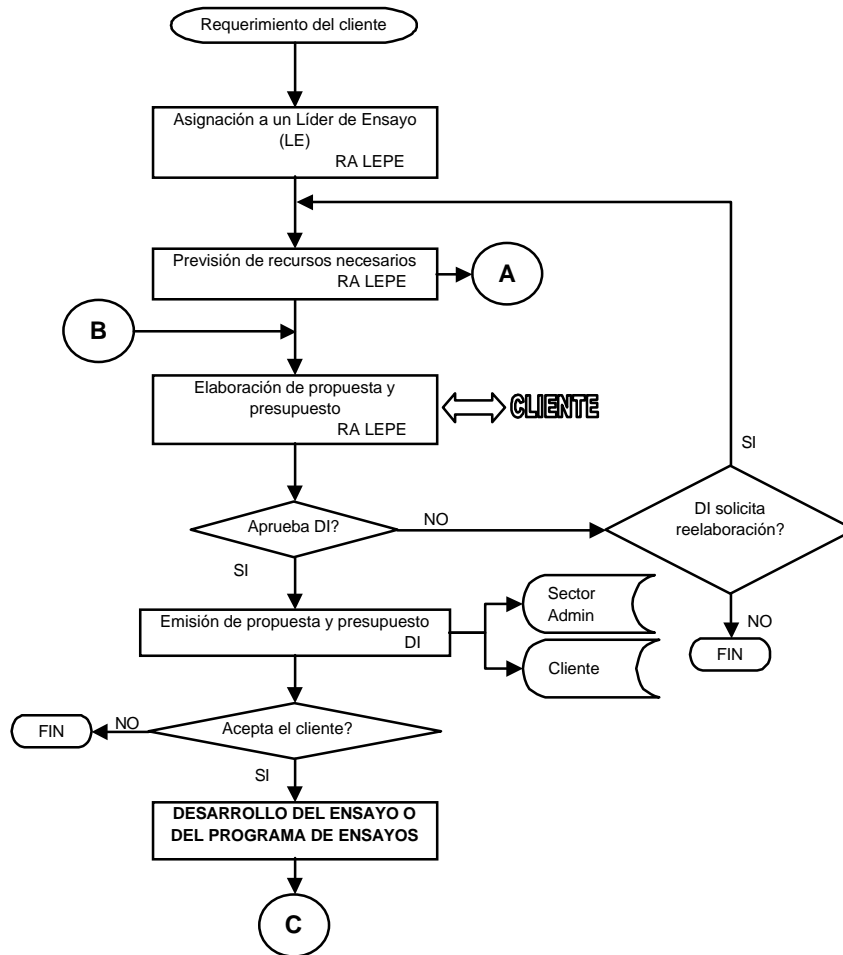 Requerimiento del cliente
Asignación a un Líder de Ensayo
(LE)
RA LEPE
Previsión de recursos necesarios
RA LEPE
A
B
Elaboración de propuesta y
presupuesto
RA LEPE
CLIENTE
SI
Aprueba DI?
NO
DI solicita
reelaboración?
SI
NO
FIN
Emisión de propuesta y presupuesto
DI
Sector
Admin
Cliente
Acepta el cliente?
NO
FIN
SI
DESARROLLO DEL ENSAYO O
DEL PROGRAMA DE ENSAYOS
C